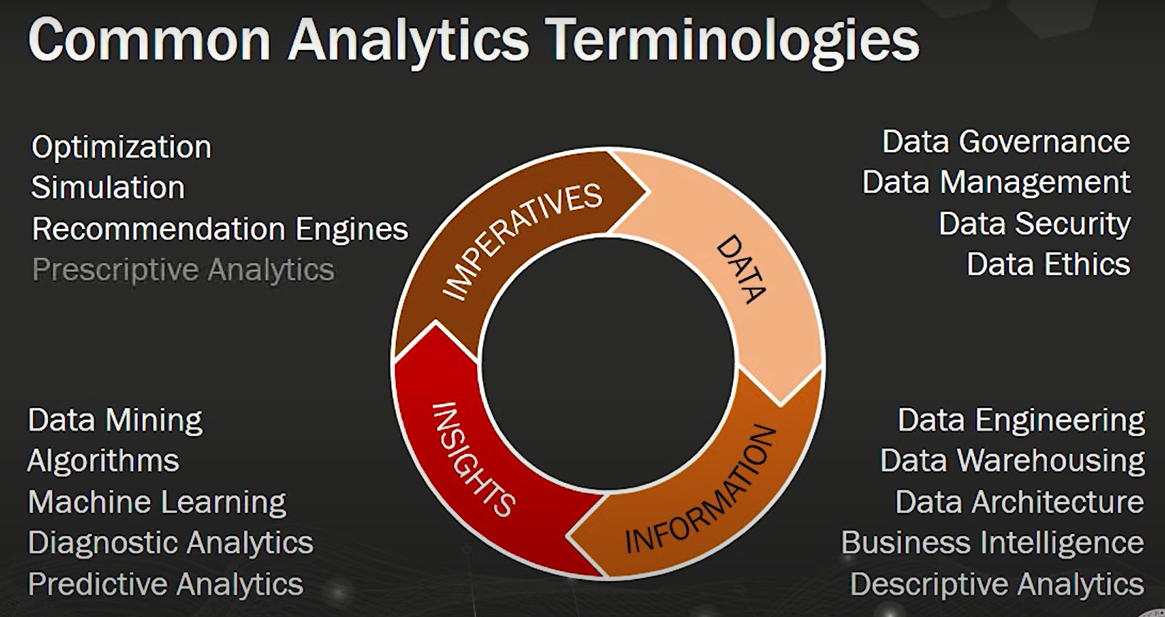 Common Analytics Terminologies
Optimization
Simulation
Recommendation Engines
Prescriptive Analytics
Data Governance
Data Management
Data Security
Data Ethics
IMPERATIVES
DATA
INFORMATION
INSIGHTS
Data Mining
Algorithms
Machine Learning
Diagnostic Analytics
Predictive Analytics
Data Engineering
Data Warehousing
Data Architecture
Business Intelligence
Descriptive Analytics